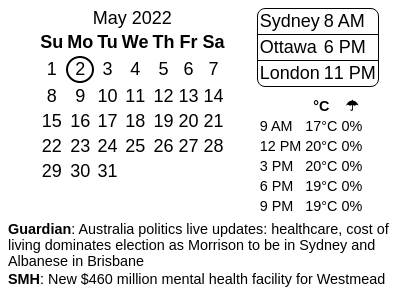 May 2022
Su Mo Tu We Th Fr Sa
1 2 3 4 5 6 7
8 9 10 11 12 13 14
15 16 17 18 19 20 21
22 23 24 25 26 27 28
29 30 31
Sydney 8 AM
Ottawa 6 PM
London 11 PM
°C ☂
9 AM 17°C 0%
12 PM 20°C 0%
3 PM 20°C 0%
6 PM 19°C 0%
9 PM 19°C 0%
Guardian: Australia politics live updates: healthcare, cost of
living dominates election as Morrison to be in Sydney and
Albanese in Brisbane
SMH: New $460 million mental health facility for Westmead